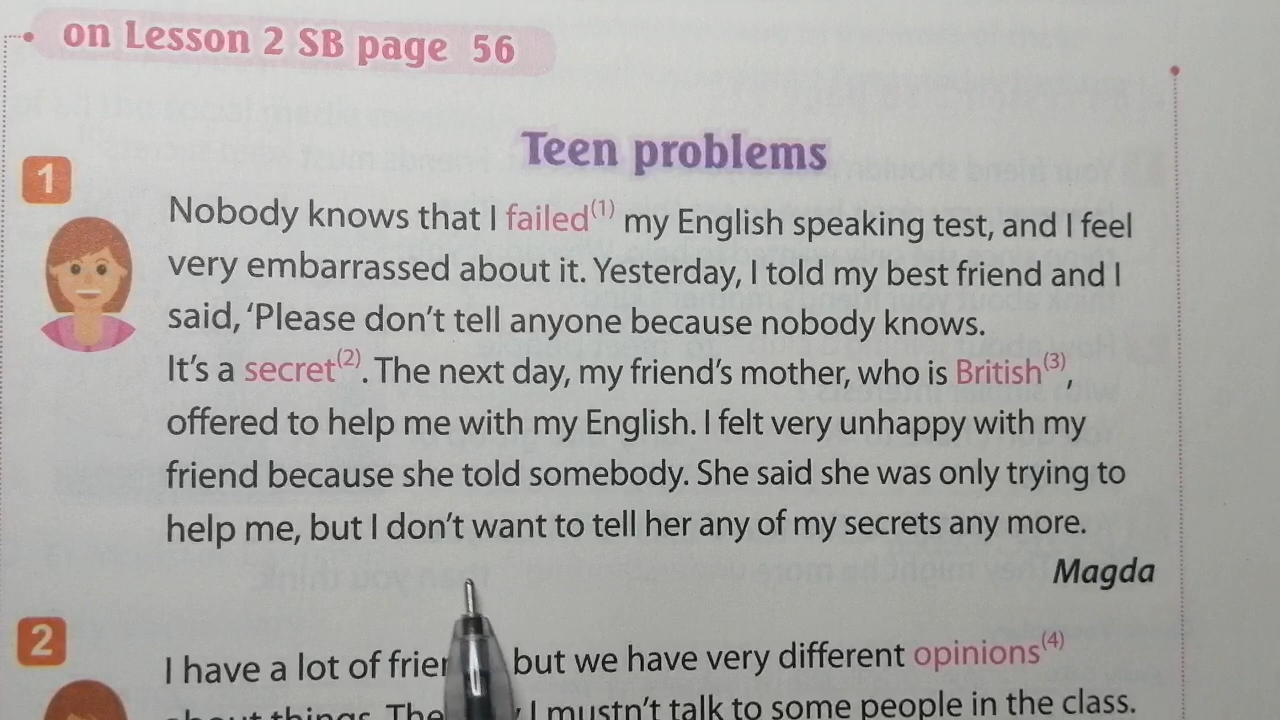 on Lesson 2 SB page 56
Teen problems
1
Nobody knows that I failed(1) my English speaking test, and I feel
very embarrassed about it. Yesterday, I told my best friend and I
said, ‘Please don’t tell anyone because nobody knows.
It’s a secret(2). The next day, my friend’s mother, who is British(3),
offered to help me with my English. I felt very unhappy with my
friend because she told somebody. She said she was only trying to
help me, but I don’t want to tell her any of my secrets any more.
Magda
2
I have a lot of but we have very different opinions(4)
about things. I mustn’t talk to some people in the class.